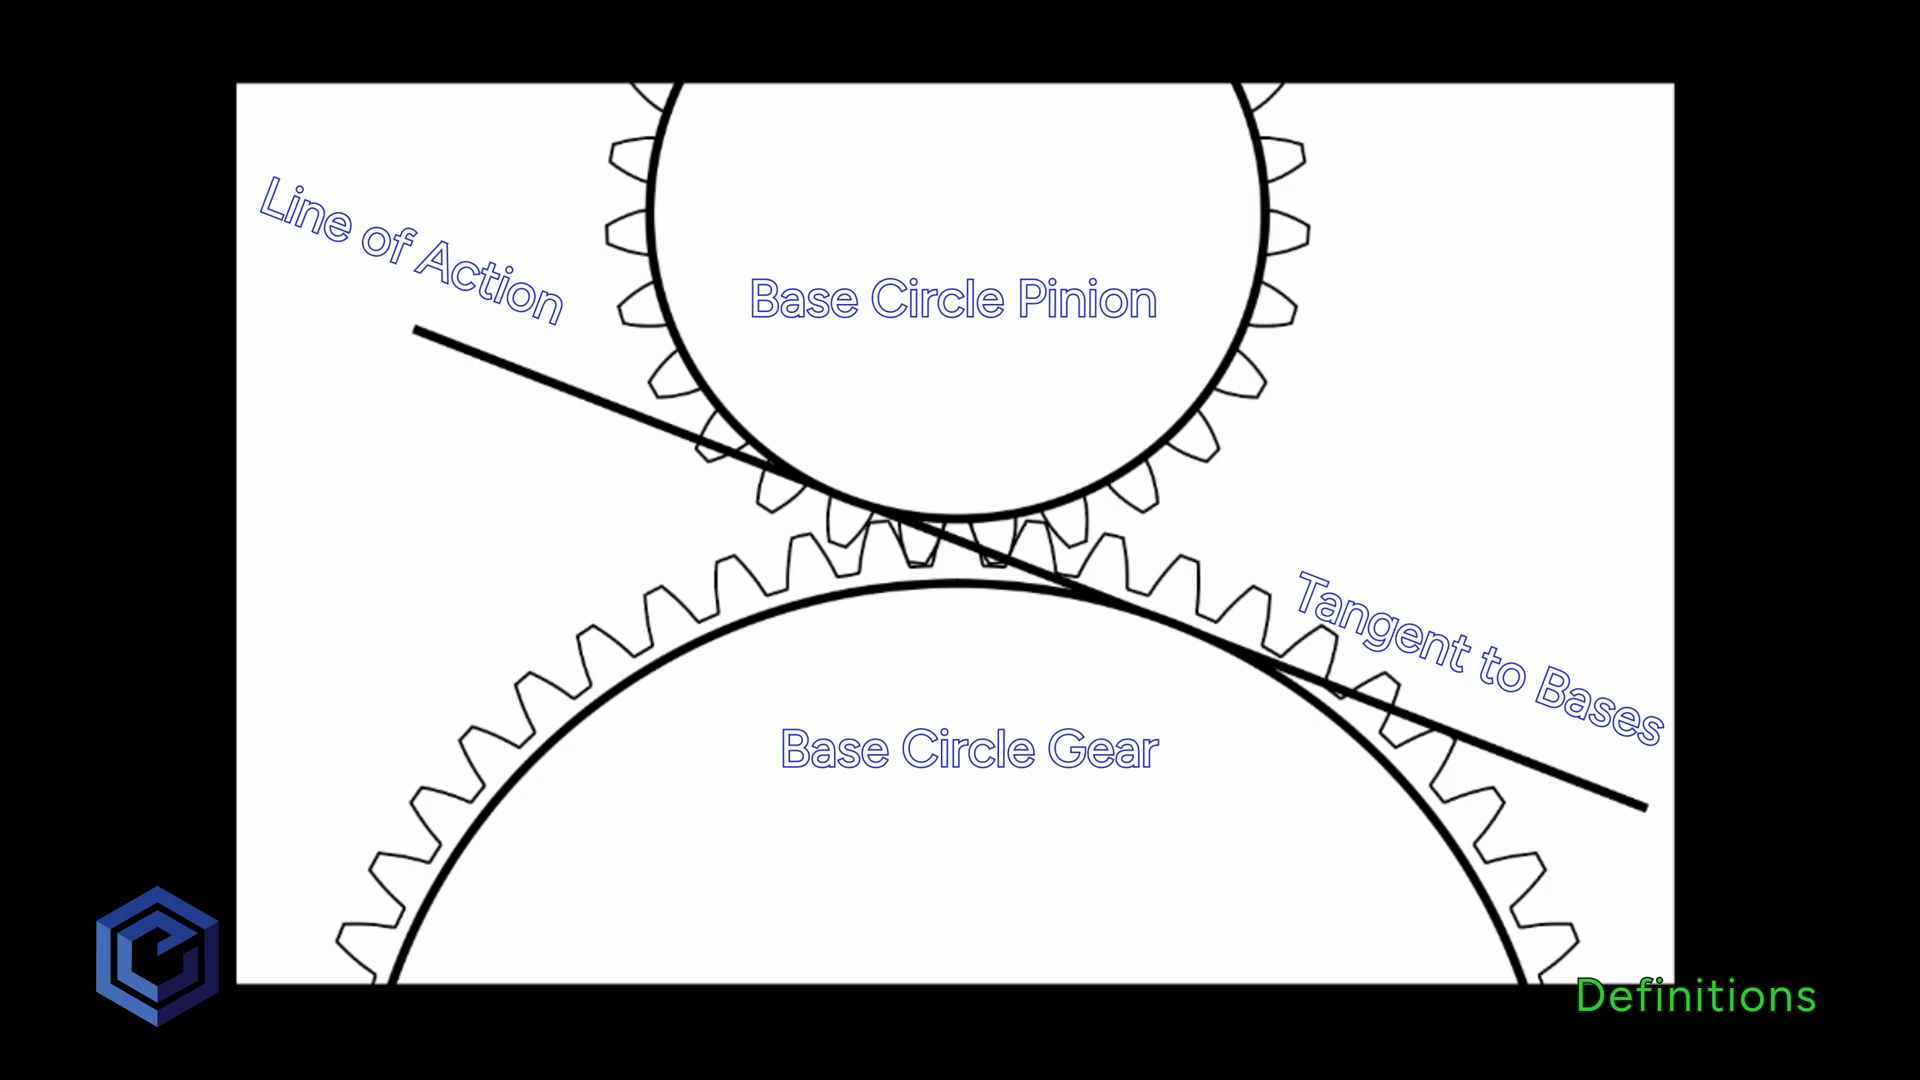 Line of Action
Base Circle Pinion
Tangent to Bases
Base Circle Gear
Definitions